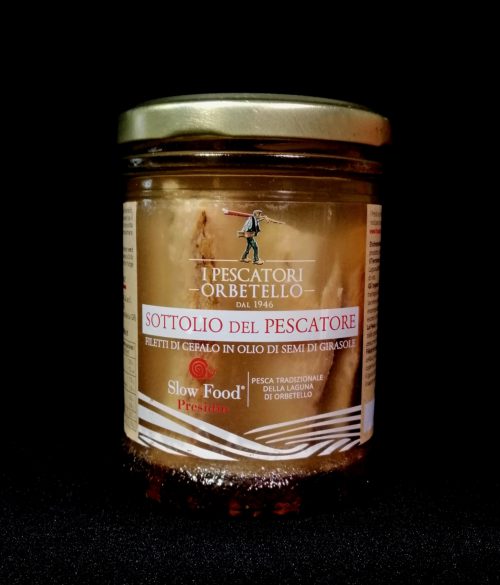 I PESCATORI
ORBETELLO
DAL 1946
SOTTOLIO DEL PESCATORE
FILETTI DI CEFALO IN OLIO DI SEMI DI GIRASOLE
Slow Food®
Presidio
PESCA TRADIZIONALE
DELLA LAGUNA
DI ORBETELLO